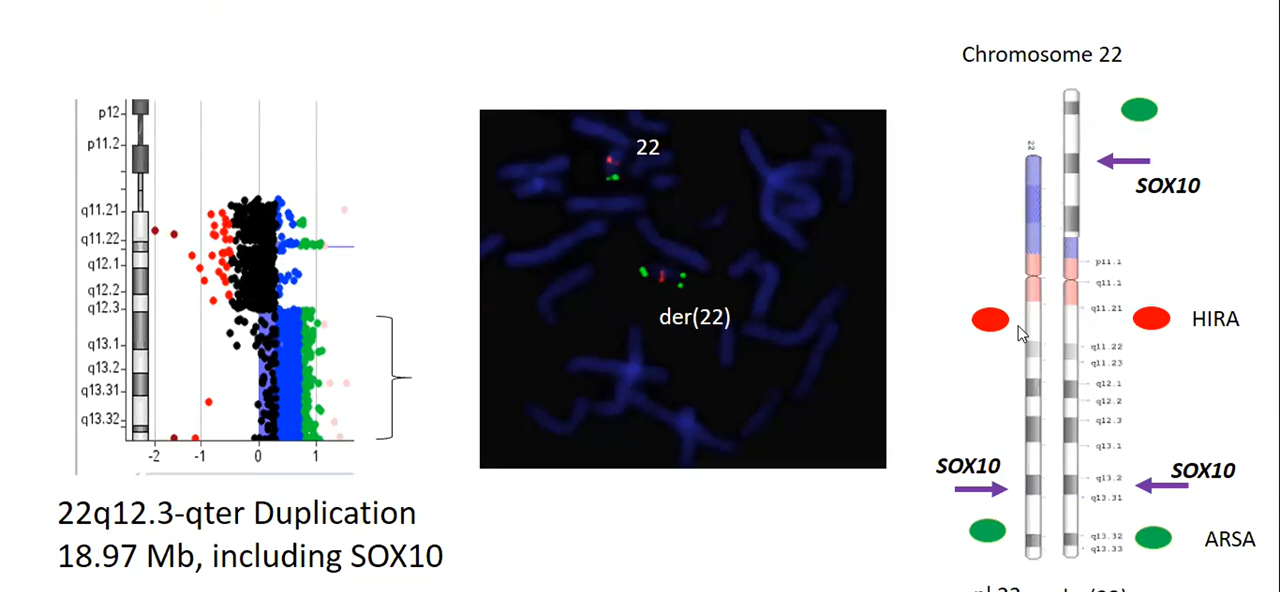 p12
p11.2
q11.21
q11.22
q12.1
q12.2
q12.3
q13.1
q13.2
q13.31
q13.32
-2 -1 0 1
22q12.3-qter Duplication
18.97 Mb, including SOX10
22
der(22)
Chromosome 22
22
SOX10
p11.1
q11.1
q11.21
HIRA
q11.22
q11.23
q12.1
q12.2
q12.3
q13.1
SOX10
SOX10
q13.2
q13.31
q13.32
q13.33
ARSA